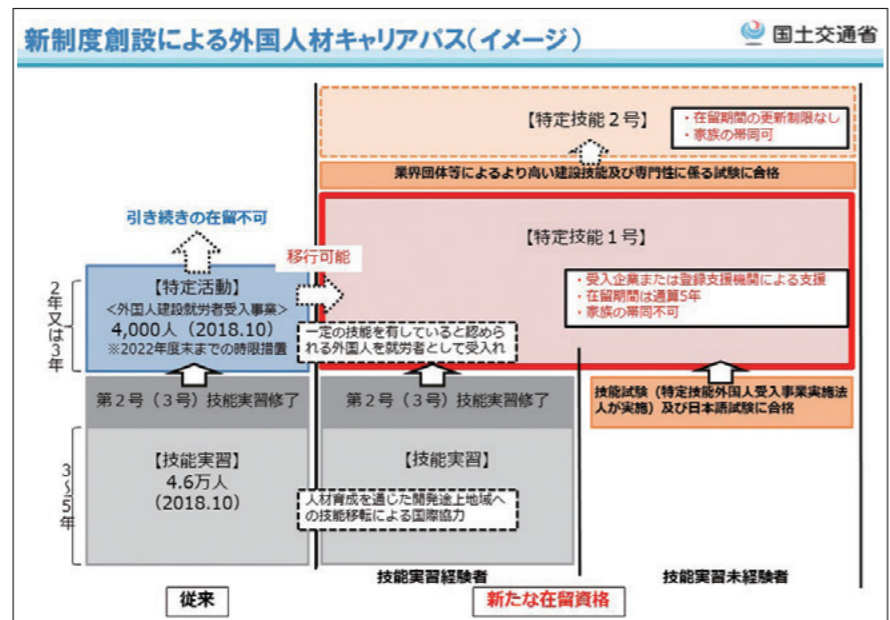 新制度創設による外国人材キャリアパス(イメージ)
国土交通省
【特定技能２号】
・在留期間の更新制限なし
・家族の帯同可
業界団体等によるより高い建設技能及び専門性に係る試験に合格
引き続きの在留不可
移行可能
【特定技能１号】
・受入企業または登録支援機関による支援
・在留期間は通算5年
・家族の帯同不可
2年又は3年
【特定活動】
<外国人建設就労者受入事業>
4,000人（2018.10）
※2022年度末までの時限措置
一定の技能を有していると認めら
れる外国人を就労者として受入れ
第２号（３号）技能実習修了
第２号（３号）技能実習修了
技能試験（特定技能外国人受入事業実施法
人が実施）及び日本語試験に合格
3～5年
【技能実習】
4.6万人
(2018.10)
【技能実習】
人材育成を通じた開発途上地域へ
の技能移転による国際協力
技能実習経験者
技能実習未経験者
従来
新たな在留資格